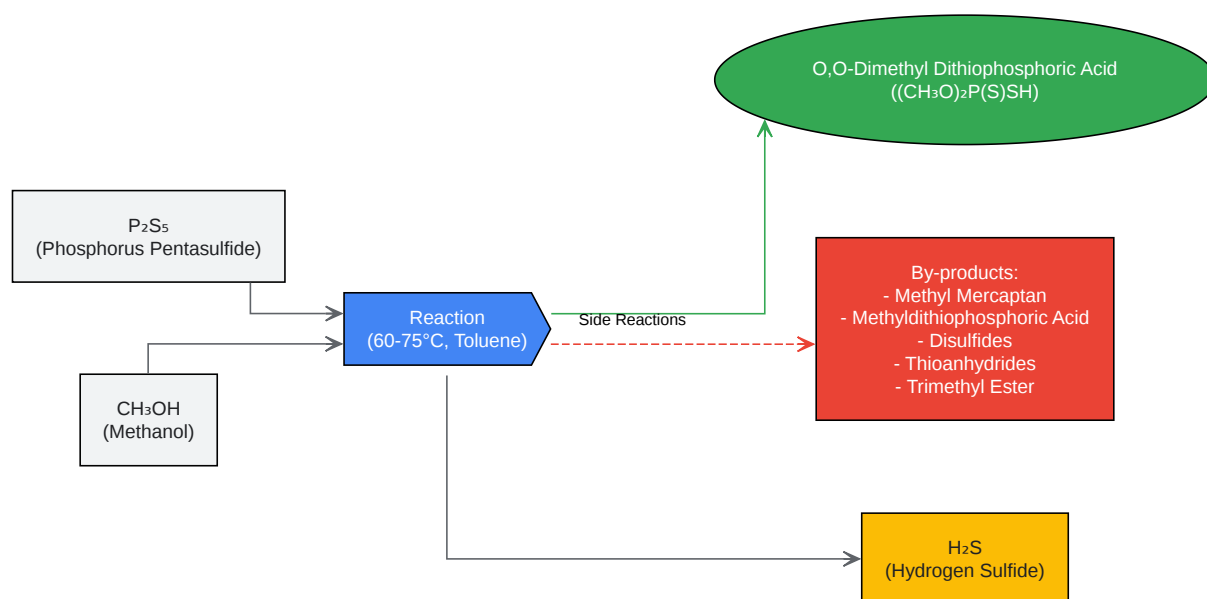 O,O-Dimethyl Dithiophosphoric Acid
((CH₃O)₂P(S)SH)
P₂S₅
(Phosphorus Pentasulfide)
By-products:
- Methyl Mercaptan
- Methyldithiophosphoric Acid
- Disulfides
- Thioanhydrides
- Trimethyl Ester
Reaction
(60-75°C, Toluene)
Side Reactions
CH₃OH
(Methanol)
H₂S
(Hydrogen Sulfide)